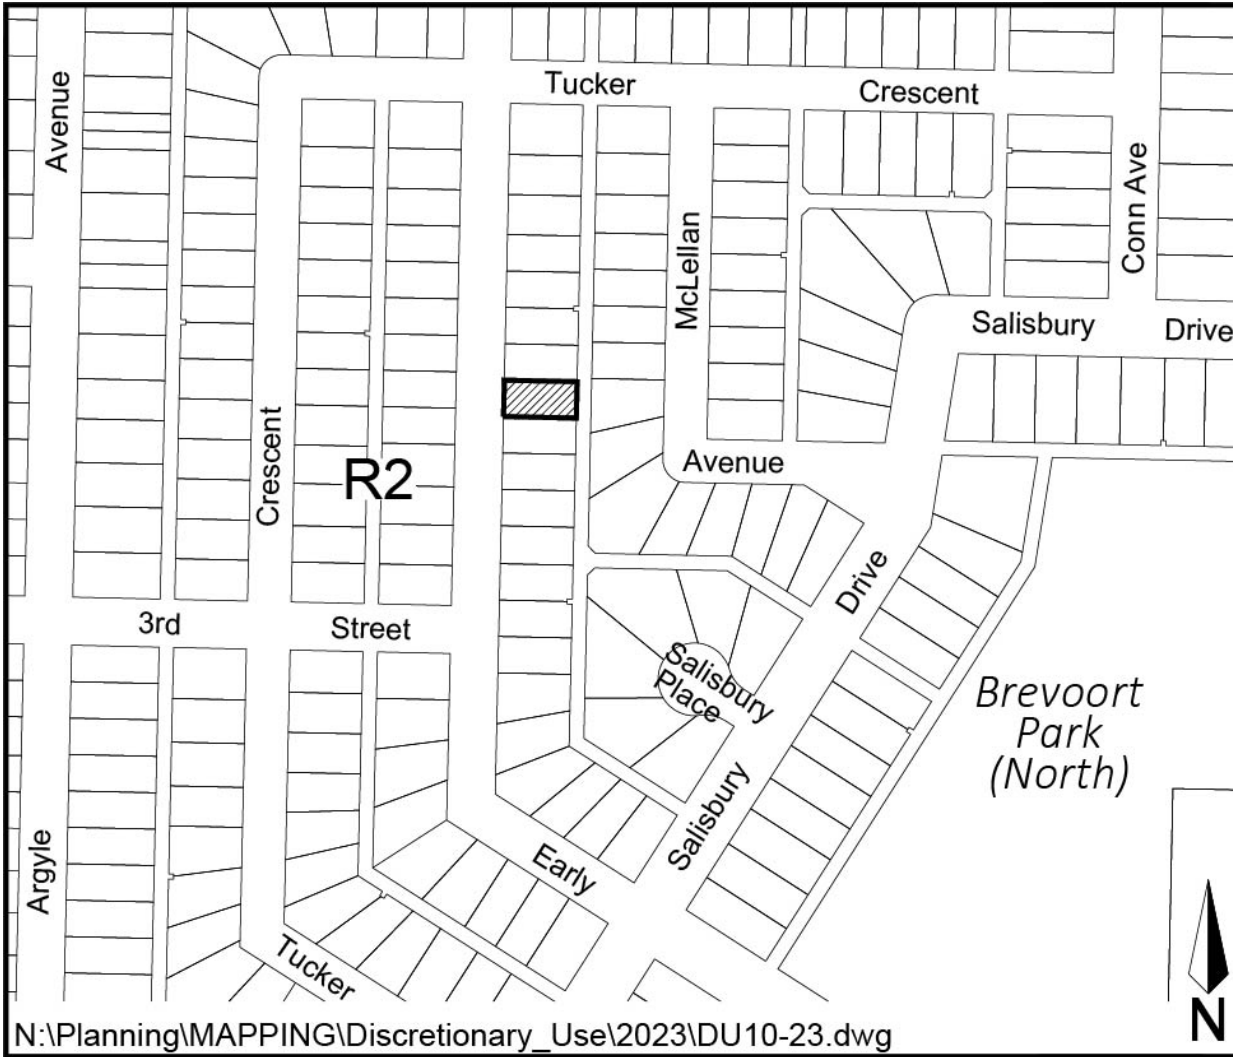 Tucker
Crescent
Avenue
Conn Ave
McLellan
Salisbury
Drive
Crescent
Avenue
R2
Drive
3rd
Street
Salisbury
Place
Brevoort
Park
(North)
Salisbury
Argyle
Early
Tucker
N
N:\Planning\MAPPING\Discretionary_Use\2023\DU10-23.dwg